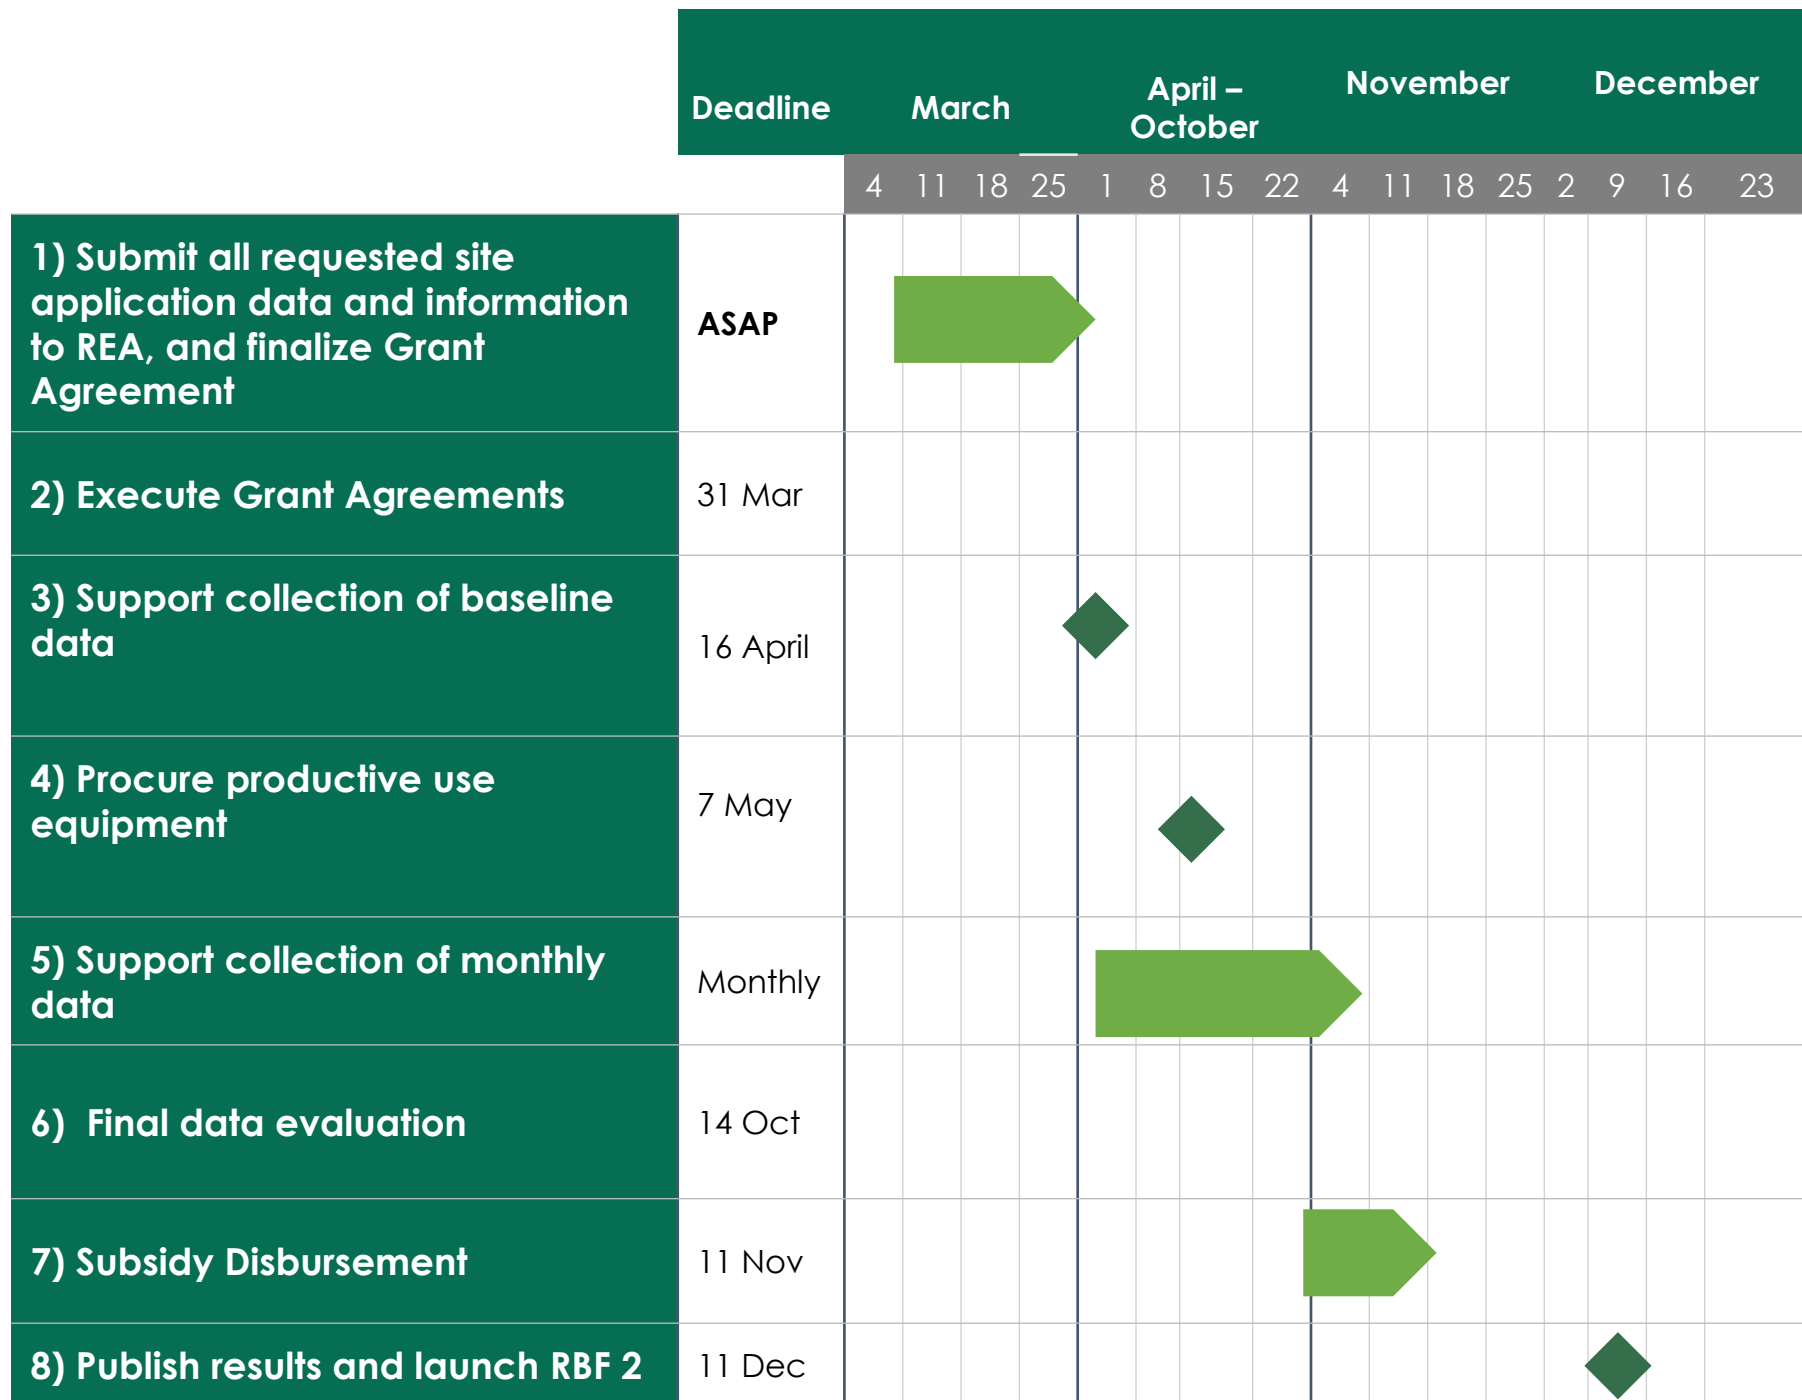 Deadline
March
April –
October
November
December
4 11 18 25 1 8 15 22 4 11 18 25 2 9 16 23
1) Submit all requested site
application data and information
to REA, and finalize Grant
Agreement
ASAP
2) Execute Grant Agreements
31 Mar
3) Support collection of baseline
data
16 April
4) Procure productive use
equipment
7 May
5) Support collection of monthly
data
Monthly
6) Final data evaluation
14 Oct
7) Subsidy Disbursement
11 Nov
8) Publish results and launch RBF 2
11 Dec